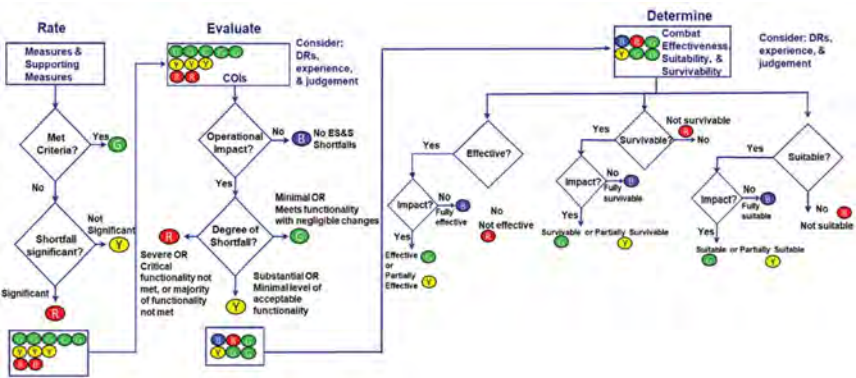 Rate
Measures &
Supporting
Measures
Met
Criteria?
Yes
G
No
Shortfall
significant?
Not
Significant
Y
Significant
R
G G G G G
Y Y Y
R R
Evaluate
G G G G G
Y Y Y
R R
COIs
Consider:
DRs,
experience,
& judgement
Operational
Impact?
No
B
No ES&S
Shortfalls
Yes
Degree of
Shortfall?
Minimal OR
Meets functionality
with negligible changes
G
R
Severe OR
Critical
functionality not
met, or majority
of functionality
not met
Substantial OR
Minimal level of
acceptable
functionality
Y
B R G
Y G G
Determine
B R G
Y G G
Combat
Effectiveness,
Suitability, &
Survivability
Consider: DRs,
experience, &
judgement
Effective?
Yes
Impact?
No
B
Fully
effective
Yes
Effective
or
Partially
Effective
G
Y
No
Not effective
R
Survivable?
Not survivable
R
No
Yes
Impact?
No
B
Fully
survivable
Yes
Survivable or Partially Survivable
G
Y
Suitable?
Yes
Impact?
No
B
Fully
suitable
Yes
Suitable or Partially Suitable
G
Y
No
R
Not suitable